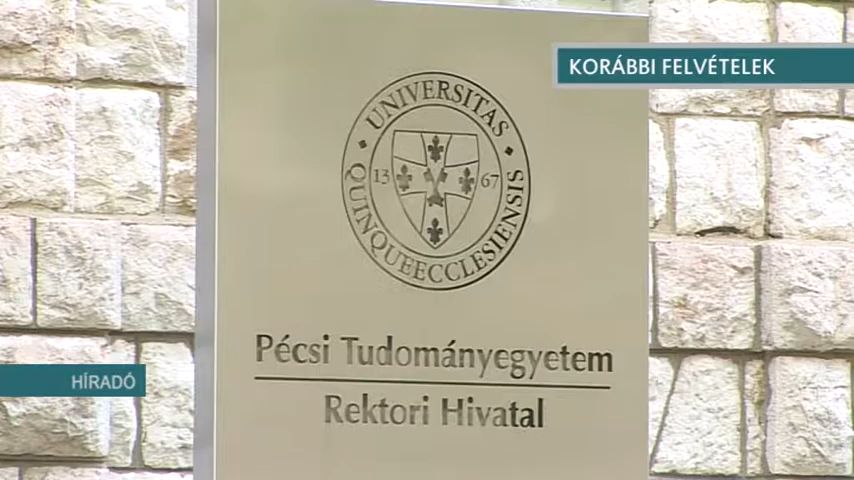 KORÁBBI FELVÉTELEK
UNIVERSITAS
QUINQUEECCLESIENSIS
13 67
Pécsi Tudományegyetem
Rektori Hivatal
HÍRADÓ